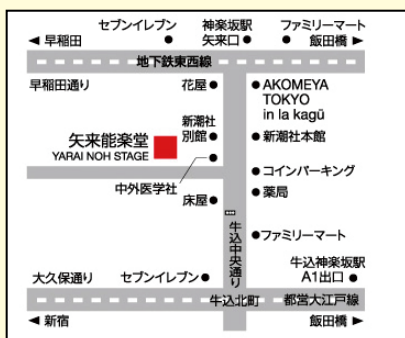 セブンイレブン
神楽坂駅
矢来口
ファミリーマート
早稲田
飯田橋
地下鉄東西線
早稲田通り
花屋
AKOMEYA
TOKYO
in la kagū
矢来能楽堂
YARAI NOH STAGE
新潮社
別館
新潮社本館
中外医学社
コインパーキング
床屋
薬局
牛込中央通り
ファミリーマート
大久保通り
セブンイレブン
牛込神楽坂駅
A1出口
牛込北町
都営大江戸線
新宿
飯田橋